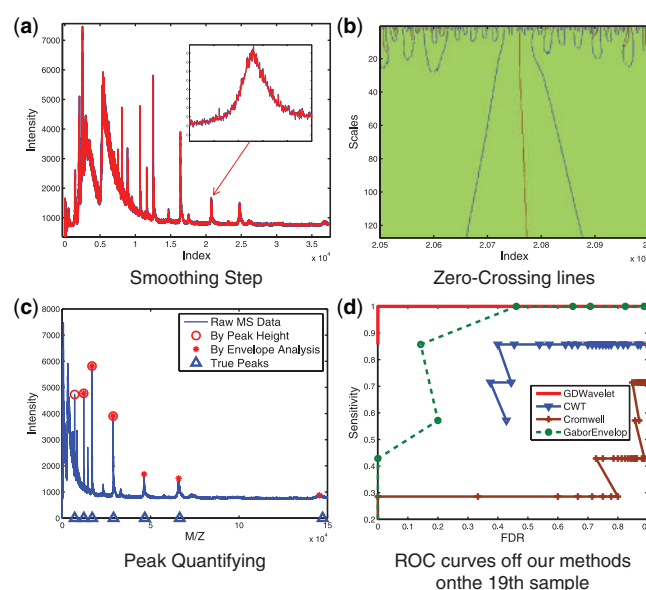 (a)
8000
7000
6000
5000
4000
3000
2000
1000
Intensity
0 0.5 1 1.5 2 2.5 3 3.5
x 10⁴
Index
Smoothing Step
(b)
20
40
60
80
100
120
Scales
2.05 2.06 2.07 2.08 2.09
x 10⁴
Index
Zero-Crossing lines
(c)
8000
7000
6000
5000
4000
3000
2000
1000
0
Intensity
Raw MS Data
By Peak Height
By Envelope Analysis
True Peaks
0 5 10 15
x 10⁴
M/Z
Peak Quantifying
(d)
1
0.9
0.8
0.7
0.6
0.5
0.4
0.3
0.2
Sensitivity
GDWavelet
CWT
Cromwell
GaborEnvelop
0 0.1 0.2 0.3 0.4 0.5 0.6 0.7 0.8 0.9
FDR
ROC curves off our methods
onthe 19th sample